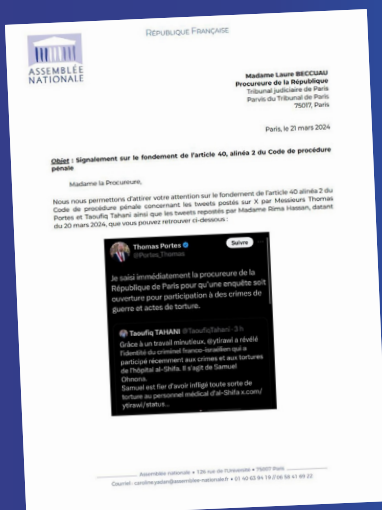 RÉPUBLIQUE FRANÇAISE
ASSEMBLÉE
NATIONALE
Madame Laure BECCUAU
Procureure de la République
Tribunal judiciaire de Paris
Parvis du Tribunal de Paris
75017, Paris
Paris, le 21 mars 2024
Objet : Signalement sur le fondement de l'article 40, alinéa 2 du Code de procédure
pénale
Madame la Procureure,
Nous nous permettons d'attirer votre attention sur le fondement de l'article 40 alinéa 2 du
Code de procédure pénale concernant les tweets postés sur X par Messieurs Thomas
Portes et Taoufiq Tahani ainsi que les tweets repostés par Madame Rima Hassan, datant
du 20 mars 2024, que vous pouvez retrouver ci-dessous :
Thomas Portes
@Portes_Thomas
Suivre
Je saisi immédiatement la procureure de la
République de Paris pour qu'une enquête soit
ouverture pour participation à des crimes de
guerre et actes de torture.
Taoufiq TAHANI @TaoufiqTahani · 3 h
Grâce à un travail minutieux, @ytirawi a révélé
l'identité du criminel franco-israélien qui a
participé récemment aux crimes et aux tortures
de l'hôpital al-Shifa. Il s'agit de Samuel
Ohnona.
Samuel est fier d'avoir infligé toute sorte de
torture au personnel médical d'al-Shifa x.com/
ytirawi/status...
Assemblée nationale • 126 rue de l'Université • 75007 Paris
Courriel : caroline.yadan@assemblee-nationale.fr